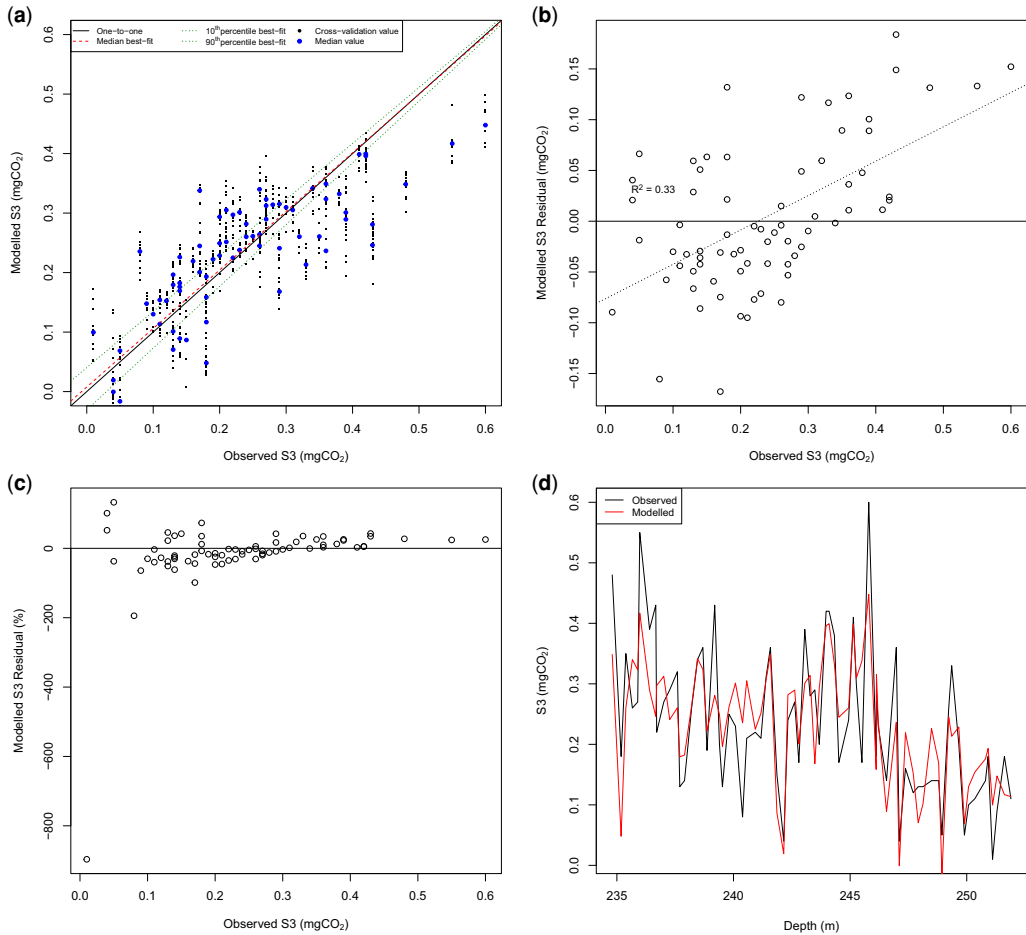 (a)
One-to-one
Median best-fit
10th percentile best-fit
90th percentile best-fit
Cross-validation value
Median value
Modelled S3 (mgCO2)
0.6
0.5
0.4
0.3
0.2
0.1
0.0
0.0 0.1 0.2 0.3 0.4 0.5 0.6
Observed S3 (mgCO2)
(b)
Modelled S3 Residual (mgCO2)
0.15
0.10
0.05
0.00
−0.05
−0.10
−0.15
R2 = 0.33
0.0 0.1 0.2 0.3 0.4 0.5 0.6
Observed S3 (mgCO2)
(c)
Modelled S3 Residual (%)
0
−200
−400
−600
−800
0.0 0.1 0.2 0.3 0.4 0.5 0.6
Observed S3 (mgCO2)
(d)
Observed
Modelled
S3 (mgCO2)
0.6
0.5
0.4
0.3
0.2
0.1
0.0
235 240 245 250
Depth (m)